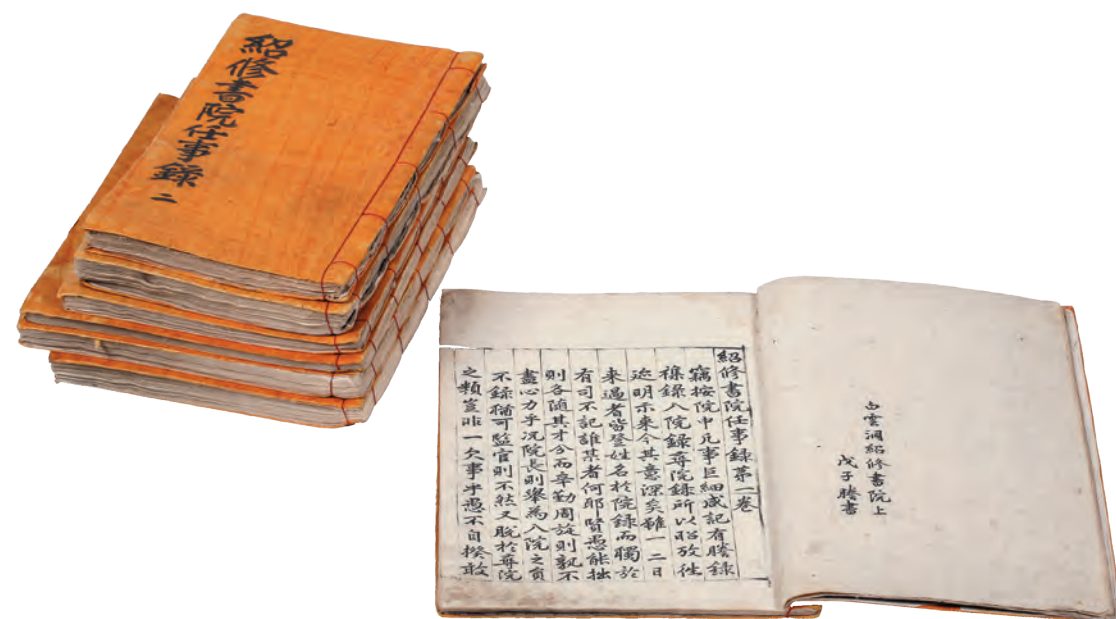 紹修書院任事錄 二
白雲洞紹修書院上
戊子謄書
紹修書院任事錄第一卷
竊按院中凡事巨細咸記有謄錄
襍錄入院錄尋院錄所以昭攷徃
迹明示來今其意深矣雖一二日
来過者皆登姓名於院錄而獨於
有司不記誰某者何耶賢愚能拙
則各隨其才分而辛勤周旋則孰不
盡心力乎况院長則舉為入院之員
不錄猶可監官則不然又脫於尋院
之類豈非一欠事乎愚不自揆敢